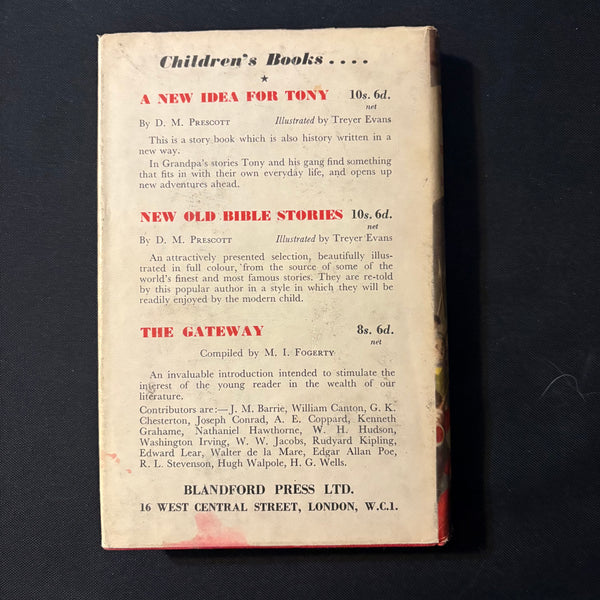 Children's Books . . . .
★
A NEW IDEA FOR TONY 10s. 6d.
net
By D. M. Prescott Illustrated by Treyer Evans
This is a story book which is also history written in a
new way.
In Grandpa's stories Tony and his gang find something
that fits in with their own everyday life, and opens up
new adventures ahead.
NEW OLD BIBLE STORIES 10s. 6d.
net
By D. M. Prescott Illustrated by Treyer Evans
An attractively presented selection, beautifully illus-
trated in full colour, from the source of some of the
world's finest and most famous stories. They are re-told
by this popular author in a style in which they will be
readily enjoyed by the modern child.
THE GATEWAY 8s. 6d.
net
Compiled by M. I. Fogerty
An invaluable introduction intended to stimulate the
interest of the young reader in the wealth of our
literature.
Contributors are:—J. M. Barrie, William Canton, G. K.
Chesterton, Joseph Conrad, A. E. Coppard, Kenneth
Grahame, Nathaniel Hawthorne, W. H. Hudson,
Washington Irving, W. W. Jacobs, Rudyard Kipling,
Edward Lear, Walter de la Mare, Edgar Allan Poe,
R. L. Stevenson, Hugh Walpole, H. G. Wells.
BLANDFORD PRESS LTD.
16 WEST CENTRAL STREET, LONDON, W.C.1.